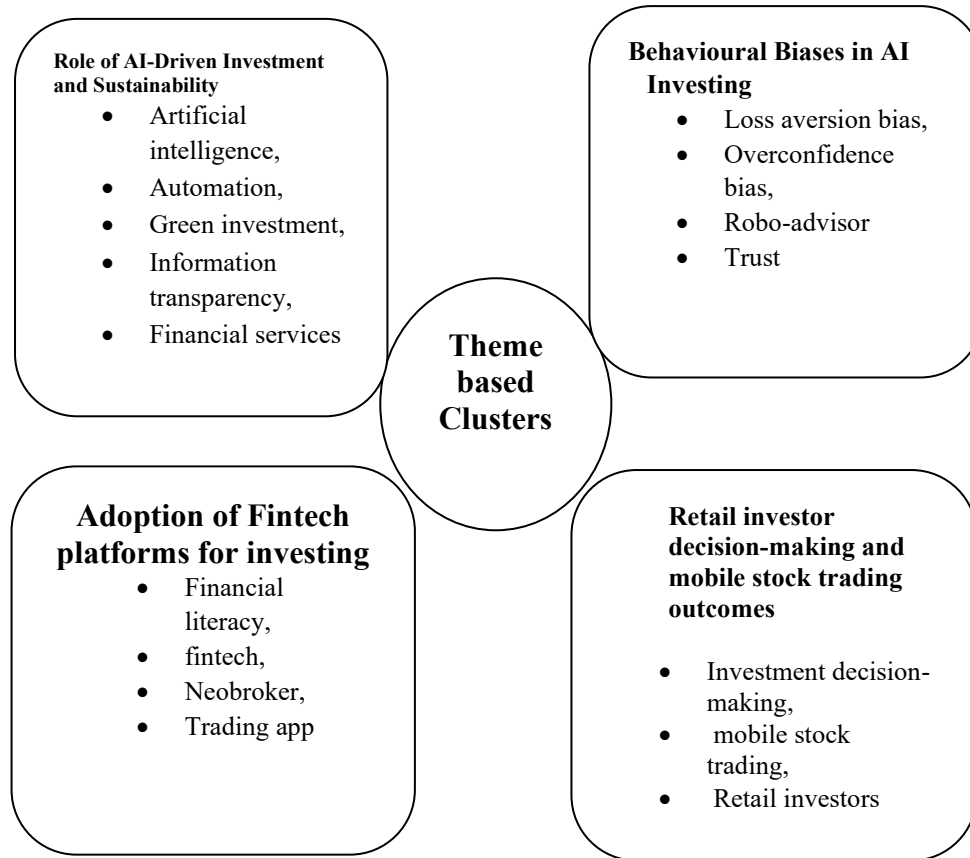 Role of AI-Driven Investment
and Sustainability
• Artificial
intelligence,
• Automation,
• Green investment,
• Information
transparency,
• Financial services
Behavioural Biases in AI
Investing
• Loss aversion bias,
• Overconfidence
bias,
• Robo-advisor
• Trust
Theme
based
Clusters
Adoption of Fintech
platforms for investing
• Financial
literacy,
• fintech,
• Neobroker,
• Trading app
Retail investor
decision-making and
mobile stock trading
outcomes
• Investment decision-
making,
• mobile stock
trading,
• Retail investors